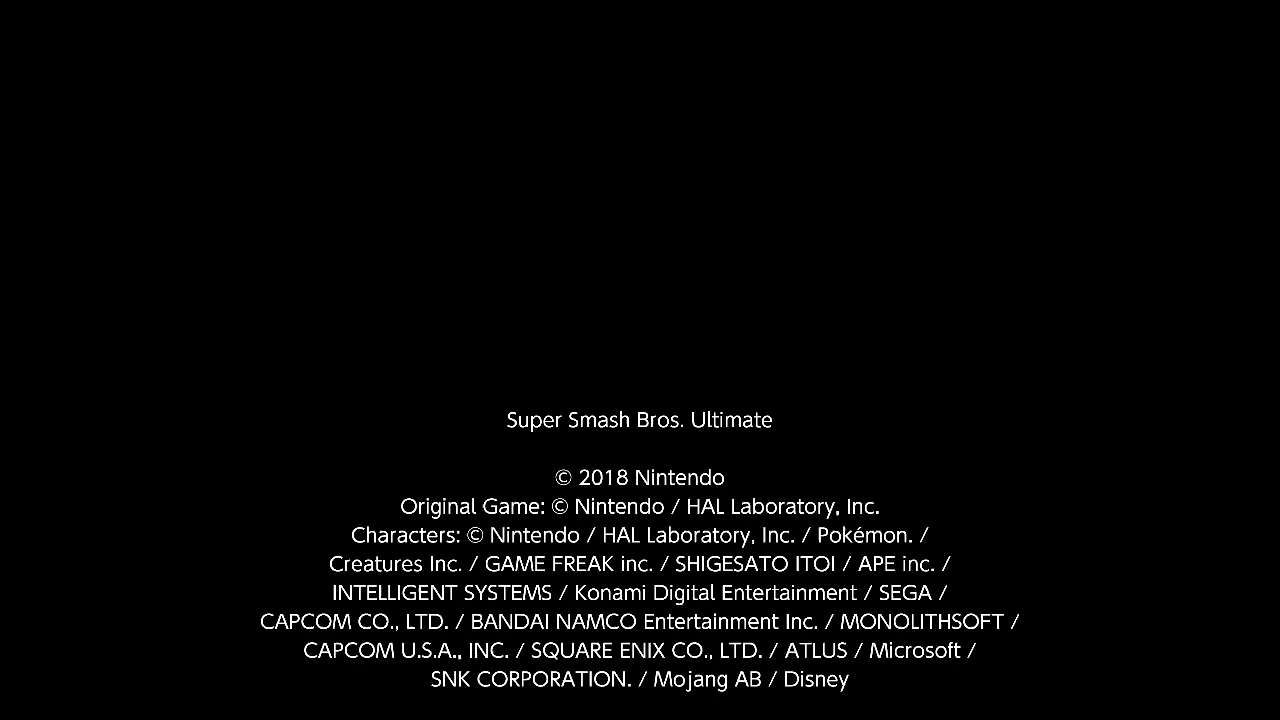 Super Smash Bros. Ultimate
© 2018 Nintendo
Original Game: © Nintendo / HAL Laboratory, Inc.
Characters: © Nintendo / HAL Laboratory, Inc. / Pokémon. /
Creatures Inc. / GAME FREAK inc. / SHIGESATO ITOI / APE inc. /
INTELLIGENT SYSTEMS / Konami Digital Entertainment / SEGA /
CAPCOM CO., LTD. / BANDAI NAMCO Entertainment Inc. / MONOLITHSOFT /
CAPCOM U.S.A., INC. / SQUARE ENIX CO., LTD. / ATLUS / Microsoft /
SNK CORPORATION. / Mojang AB / Disney